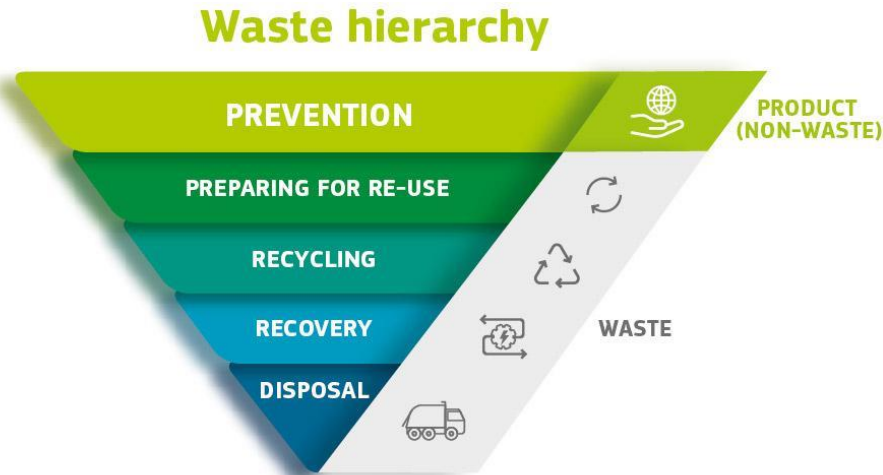 Waste hierarchy
PREVENTION
PRODUCT
(NON-WASTE)
PREPARING FOR RE-USE
RECYCLING
RECOVERY
WASTE
DISPOSAL